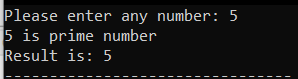 Please enter any number: 5
5 is prime number
Result is: 5
--------------------------------